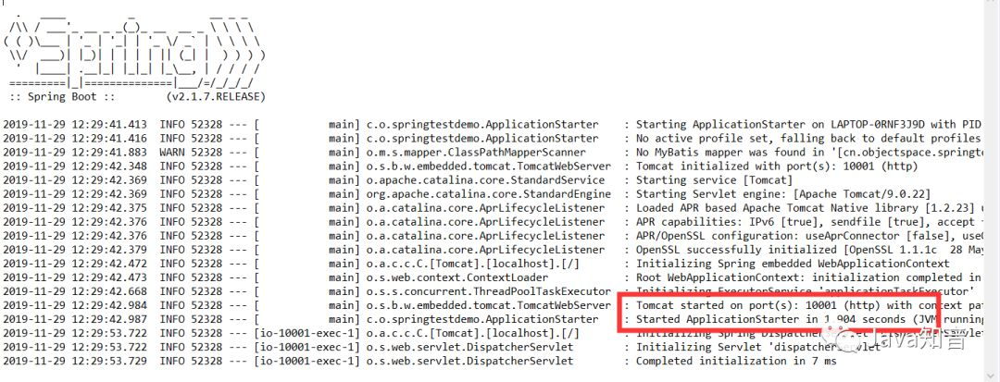 .   ____          _            __ _ _
 /\\ / ___'_ __ _ _(_)_ __  __ _ \ \ \ \
( ( )\___ | '_ | '_| | '_ \/ _` | \ \ \ \
 \\/  ___)| |_)| | | | | || (_| |  ) ) ) )
  '  |____| .__|_| |_|_| |_\__, | / / / /
 =========|_|==============|___/=/_/_/_/
 :: Spring Boot ::        (v2.1.7.RELEASE)
2019-11-29 12:29:41.413  INFO 52328 --- [           main] c.o.springtestdemo.ApplicationStarter    : Starting ApplicationStarter on LAPTOP-0RNF3J9D with PID
2019-11-29 12:29:41.416  INFO 52328 --- [           main] c.o.springtestdemo.ApplicationStarter    : No active profile set, falling back to default profiles
2019-11-29 12:29:41.883  WARN 52328 --- [           main] o.m.s.mapper.ClassPathMapperScanner      : No MyBatis mapper was found in '[cn.objectspace.springte
2019-11-29 12:29:42.348  INFO 52328 --- [           main] o.s.b.w.embedded.tomcat.TomcatWebServer  : Tomcat initialized with port(s): 10001 (http)
2019-11-29 12:29:42.369  INFO 52328 --- [           main] o.apache.catalina.core.StandardService   : Starting service [Tomcat]
2019-11-29 12:29:42.369  INFO 52328 --- [           main] org.apache.catalina.core.StandardEngine  : Starting Servlet engine: [Apache Tomcat/9.0.22]
2019-11-29 12:29:42.375  INFO 52328 --- [           main] o.a.catalina.core.AprLifecycleListener   : Loaded APR based Apache Tomcat Native library [1.2.23] u
2019-11-29 12:29:42.376  INFO 52328 --- [           main] o.a.catalina.core.AprLifecycleListener   : APR capabilities: IPv6 [true], sendfile [true], accept
2019-11-29 12:29:42.376  INFO 52328 --- [           main] o.a.catalina.core.AprLifecycleListener   : APR/OpenSSL configuration: useAprConnector [false], use
2019-11-29 12:29:42.379  INFO 52328 --- [           main] o.a.catalina.core.AprLifecycleListener   : OpenSSL successfully initialized [OpenSSL 1.1.1c  28 May
2019-11-29 12:29:42.472  INFO 52328 --- [           main] o.a.c.c.C.[Tomcat].[localhost].[/]       : Initializing Spring embedded WebApplicationContext
2019-11-29 12:29:42.473  INFO 52328 --- [           main] o.s.web.context.ContextLoader            : Root WebApplicationContext: initialization completed in
2019-11-29 12:29:42.668  INFO 52328 --- [           main] o.s.s.concurrent.ThreadPoolTaskExecutor  : Initializing ExecutorService 'applicationTaskExecutor'
2019-11-29 12:29:42.984  INFO 52328 --- [           main] o.s.b.w.embedded.tomcat.TomcatWebServer  : Tomcat started on port(s): 10001 (http) with context pat
2019-11-29 12:29:42.987  INFO 52328 --- [           main] c.o.springtestdemo.ApplicationStarter    : Started ApplicationStarter in 1.904 seconds (JVM running
2019-11-29 12:29:53.722  INFO 52328 --- [io-10001-exec-1] o.a.c.c.C.[Tomcat].[localhost].[/]       : Initializing Spring DispatcherServlet 'dispatcherServlet
2019-11-29 12:29:53.722  INFO 52328 --- [io-10001-exec-1] o.s.web.servlet.DispatcherServlet        : Initializing Servlet 'dispatcherServlet'
2019-11-29 12:29:53.729  INFO 52328 --- [io-10001-exec-1] o.s.web.servlet.DispatcherServlet        : Completed initialization in 7 ms
Java知音